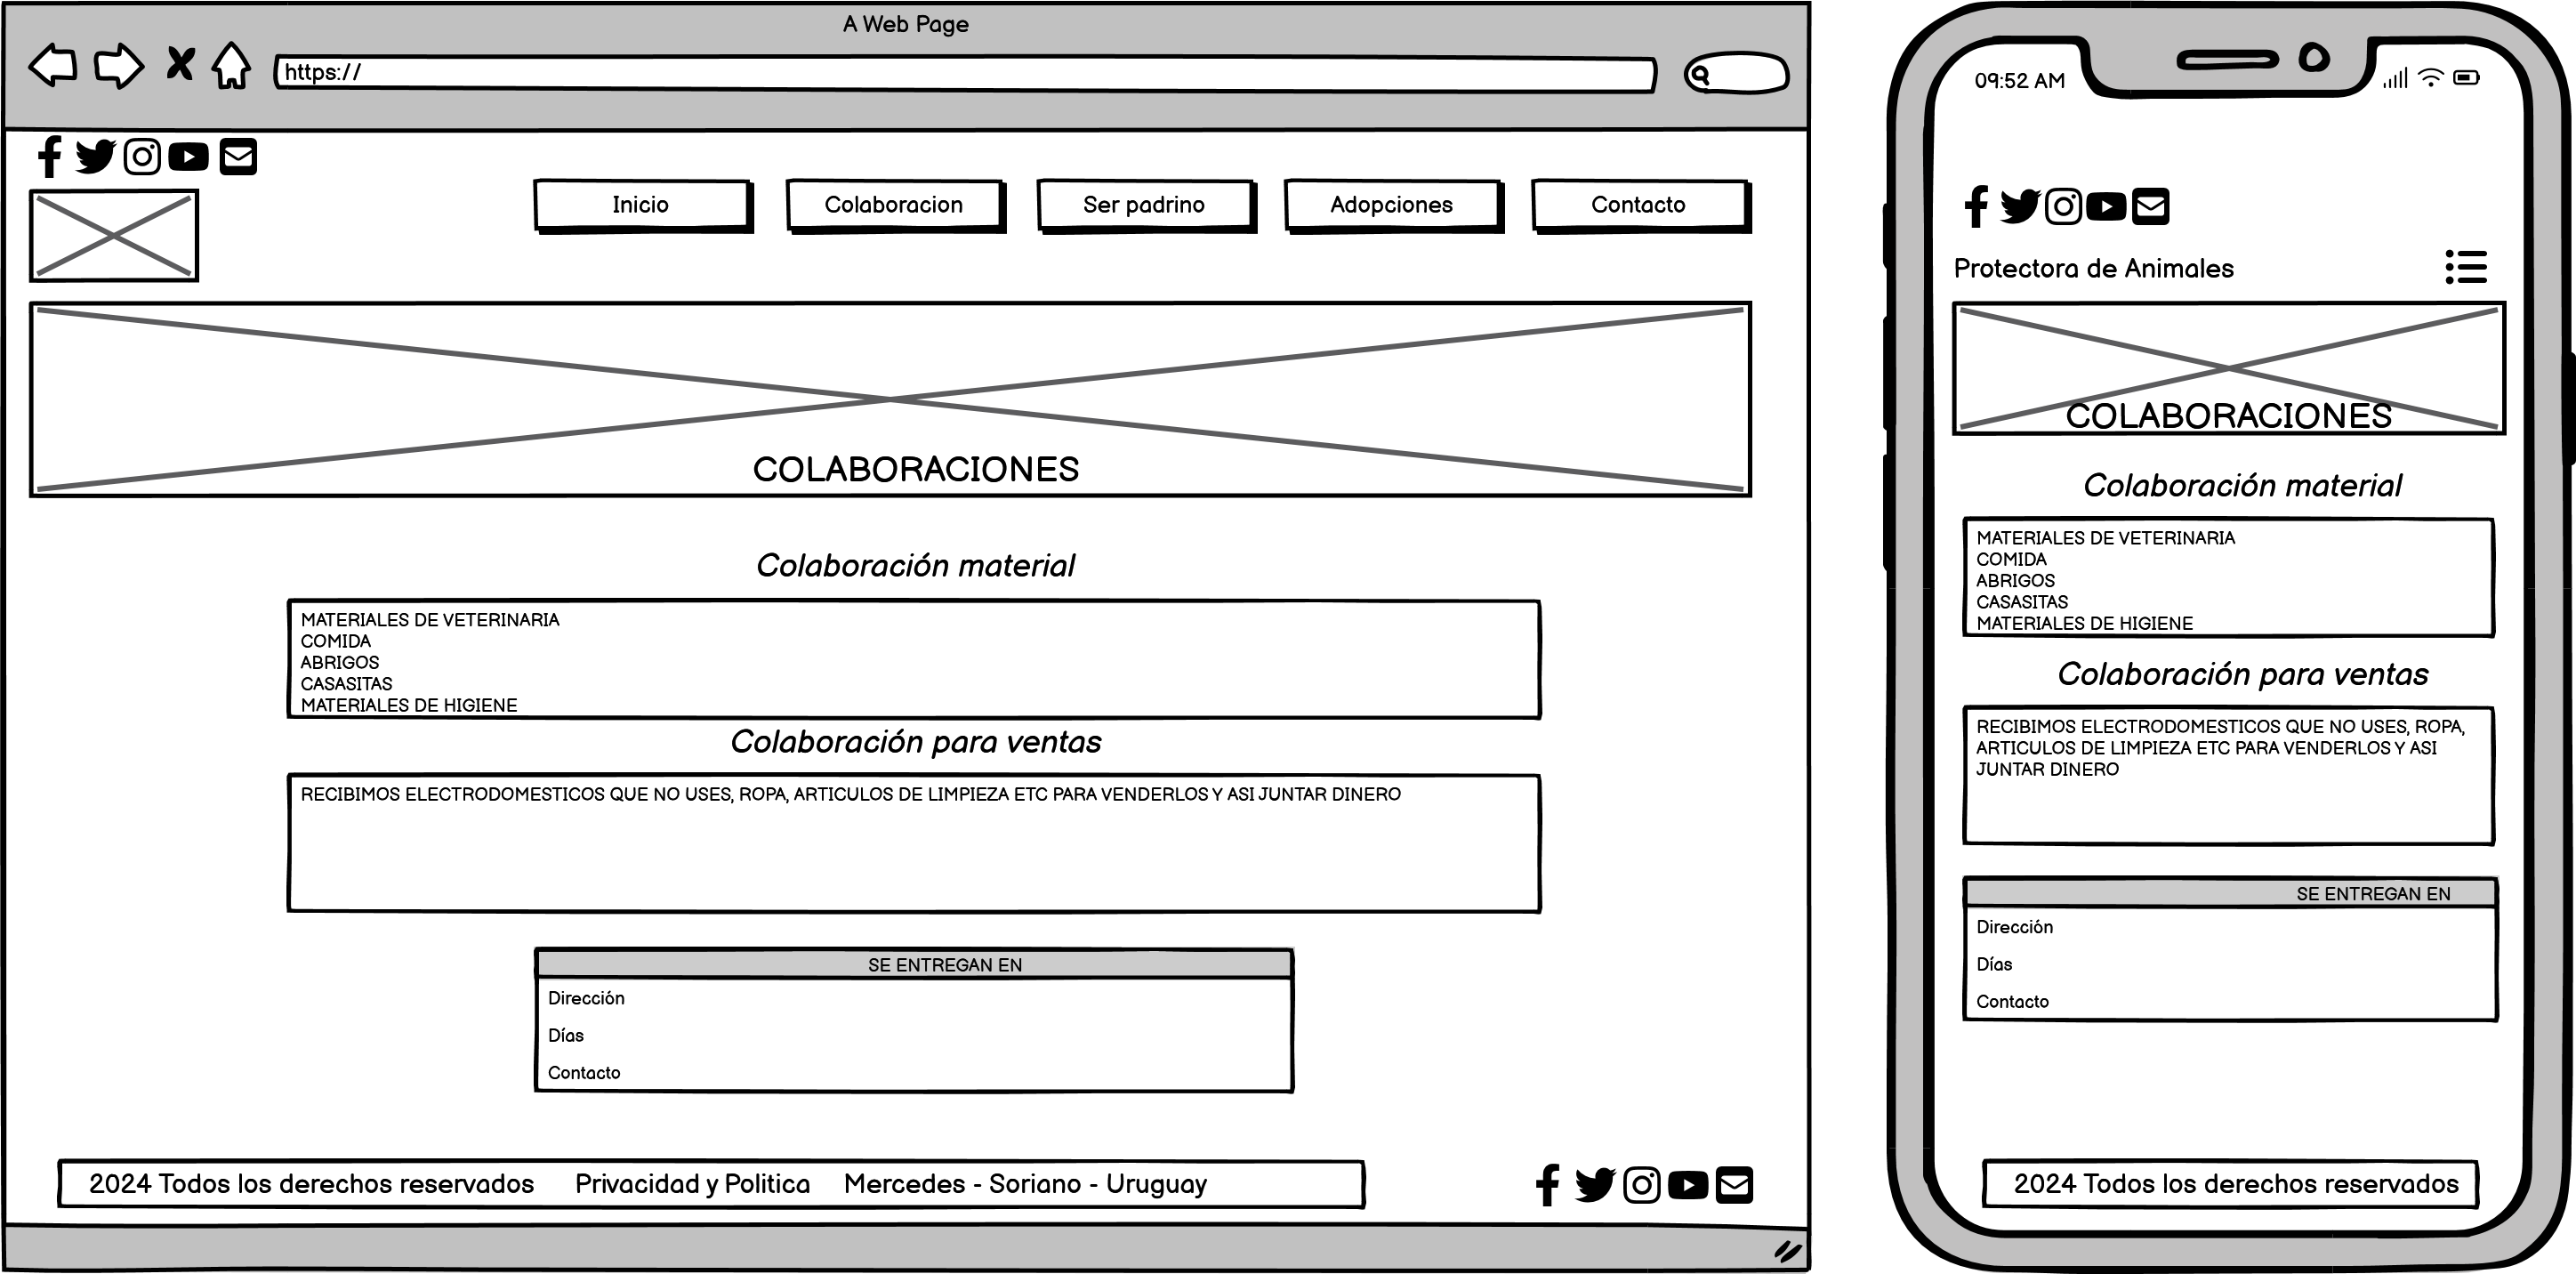 A Web Page
https://
Inicio
Colaboracion
Ser padrino
Adopciones
Contacto
COLABORACIONES
Colaboración material
MATERIALES DE VETERINARIA
COMIDA
ABRIGOS
CASASITAS
MATERIALES DE HIGIENE
Colaboración para ventas
RECIBIMOS ELECTRODOMESTICOS QUE NO USES, ROPA, ARTICULOS DE LIMPIEZA ETC PARA VENDERLOS Y ASI JUNTAR DINERO
SE ENTREGAN EN
Dirección
Días
Contacto
2024 Todos los derechos reservados
Privacidad y Politica
Mercedes - Soriano - Uruguay
09:52 AM
Protectora de Animales
COLABORACIONES
Colaboración material
MATERIALES DE VETERINARIA
COMIDA
ABRIGOS
CASASITAS
MATERIALES DE HIGIENE
Colaboración para ventas
RECIBIMOS ELECTRODOMESTICOS QUE NO USES, ROPA,
ARTICULOS DE LIMPIEZA ETC PARA VENDERLOS Y ASI
JUNTAR DINERO
SE ENTREGAN EN
Dirección
Días
Contacto
2024 Todos los derechos reservados